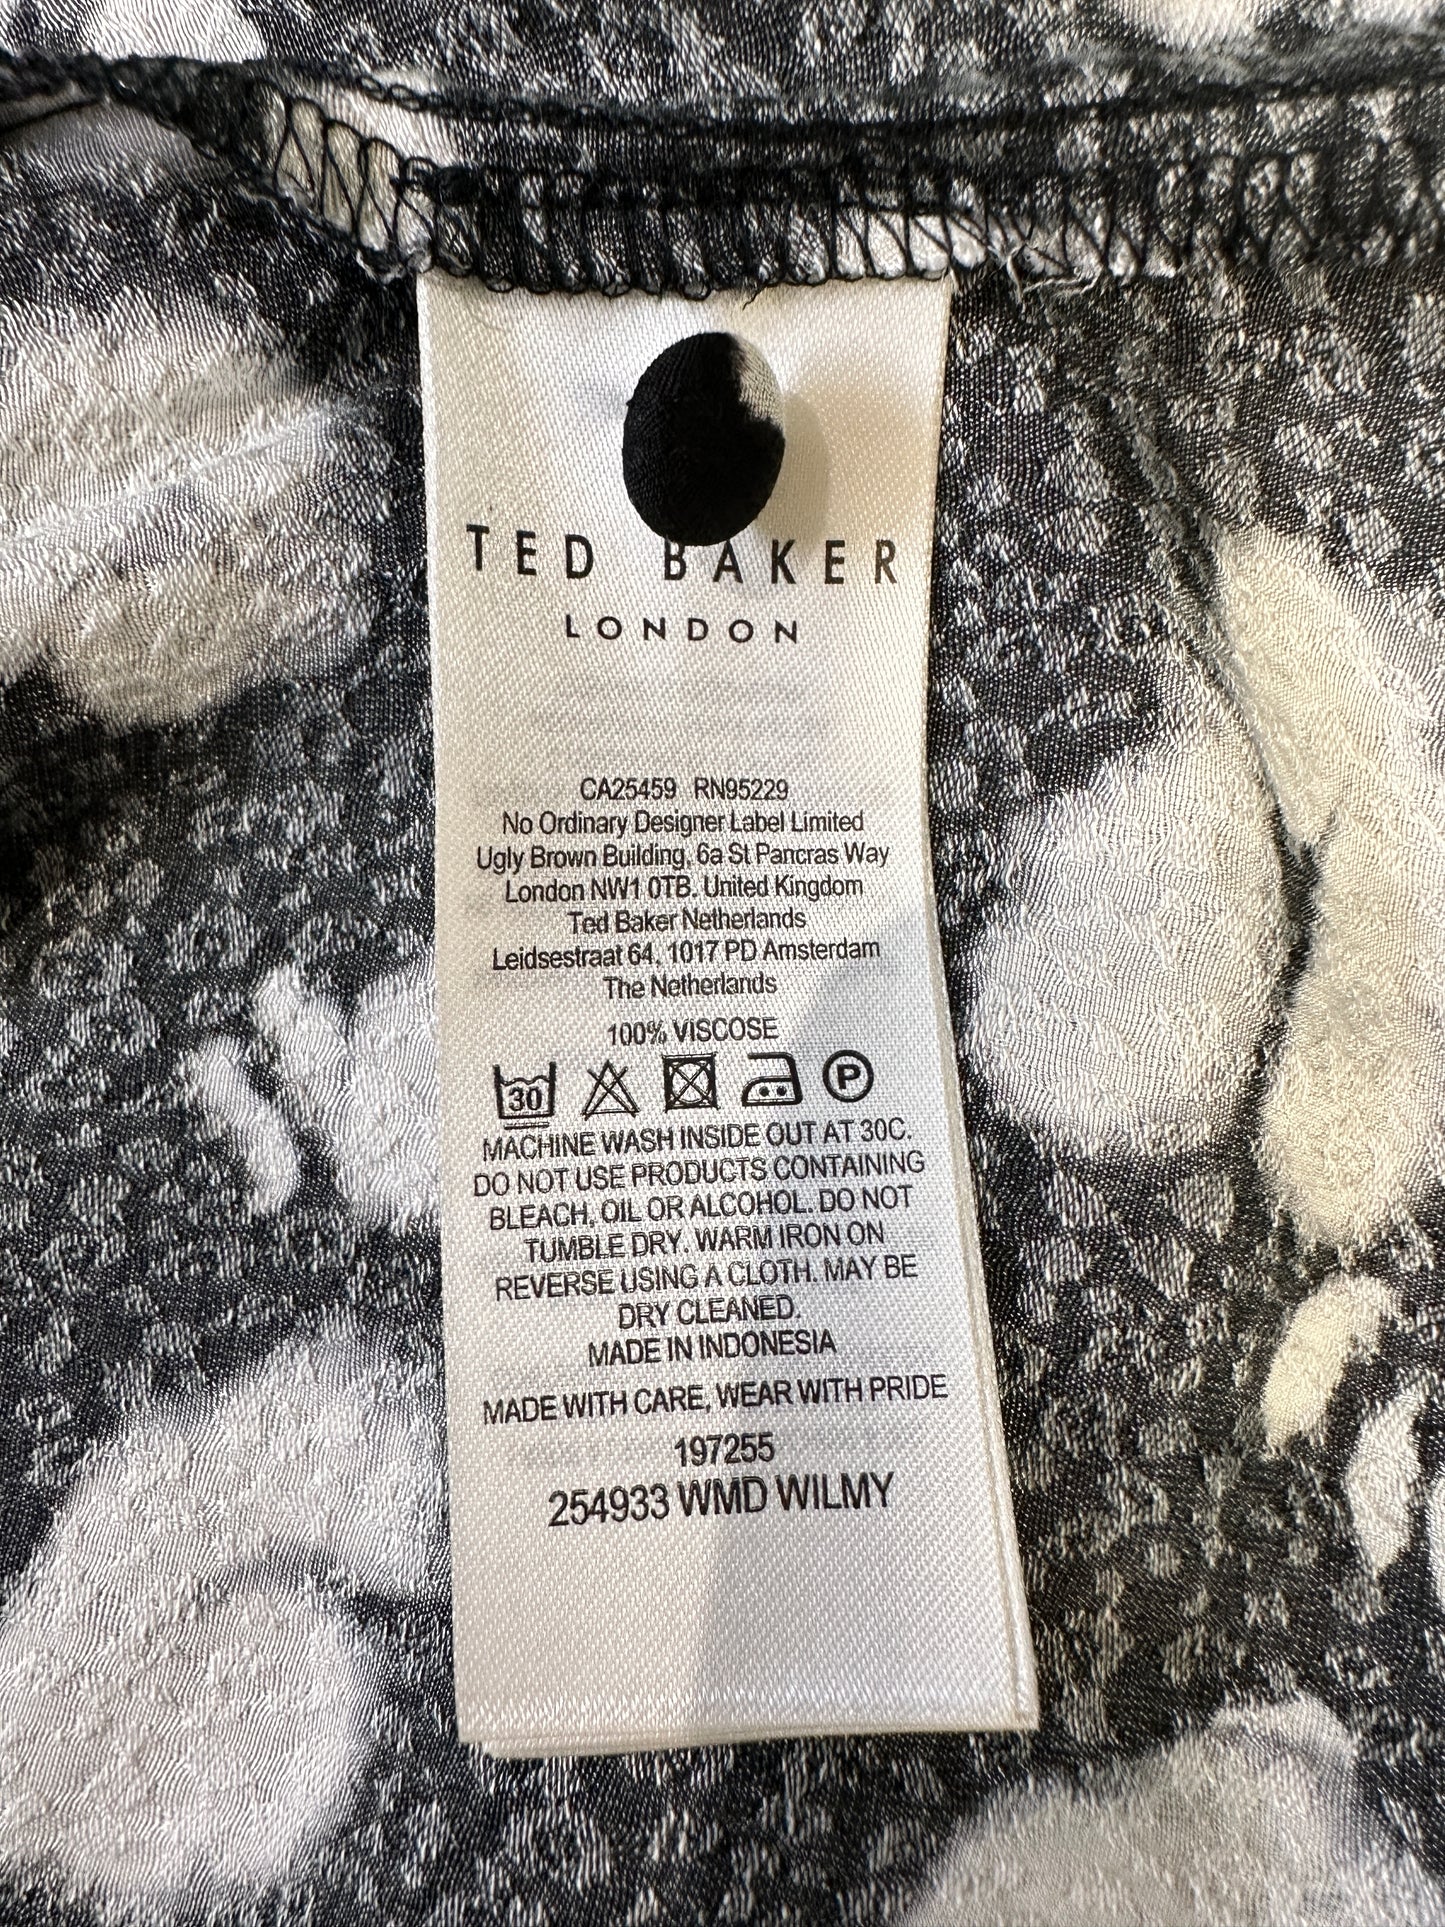 TED BAKER
LONDON
CA25459 RN95229
No Ordinary Designer Label Limited
Ugly Brown Building, 6a St Pancras Way
London NW1 0TB. United Kingdom
Ted Baker Netherlands
Leidsestraat 64, 1017 PD Amsterdam
The Netherlands
100% VISCOSE
30 P
MACHINE WASH INSIDE OUT AT 30C.
DO NOT USE PRODUCTS CONTAINING
BLEACH, OIL OR ALCOHOL. DO NOT
TUMBLE DRY. WARM IRON ON
REVERSE USING A CLOTH. MAY BE
DRY CLEANED.
MADE IN INDONESIA
MADE WITH CARE, WEAR WITH PRIDE
197255
254933 WMD WILMY